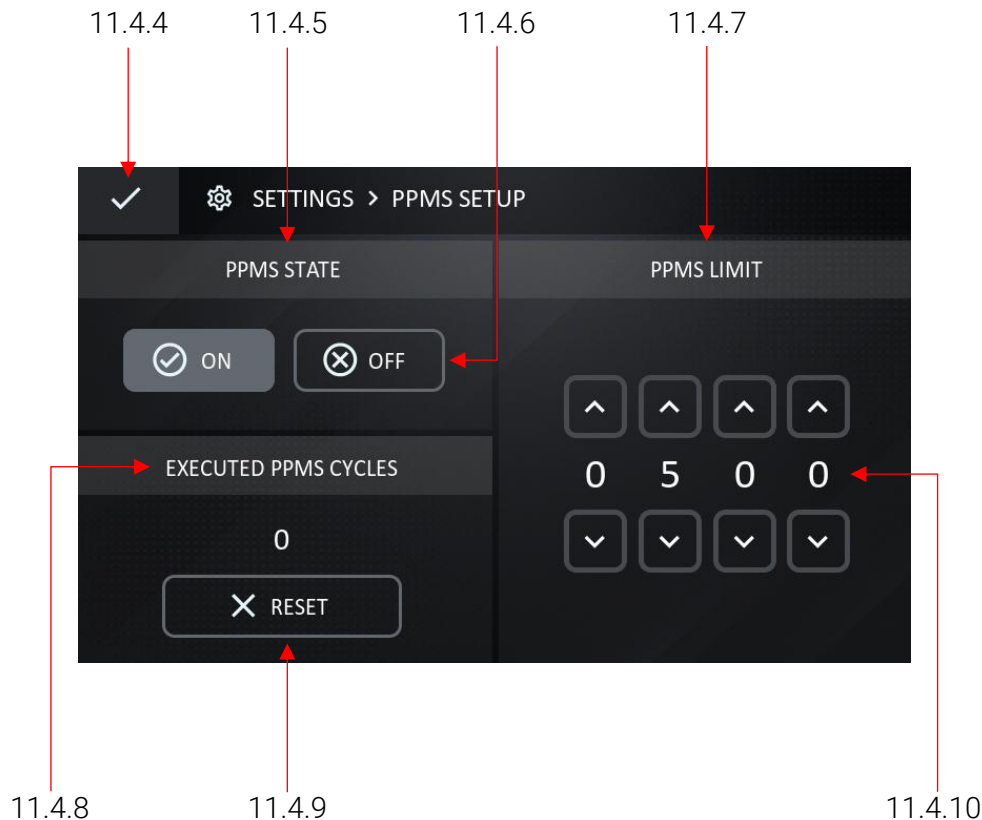 11.4.4 11.4.5 11.4.6 11.4.7
SETTINGS > PPMS SETUP
PPMS STATE
PPMS LIMIT
ON OFF
EXECUTED PPMS CYCLES
0 5 0 0
0
RESET
11.4.8 11.4.9 11.4.10